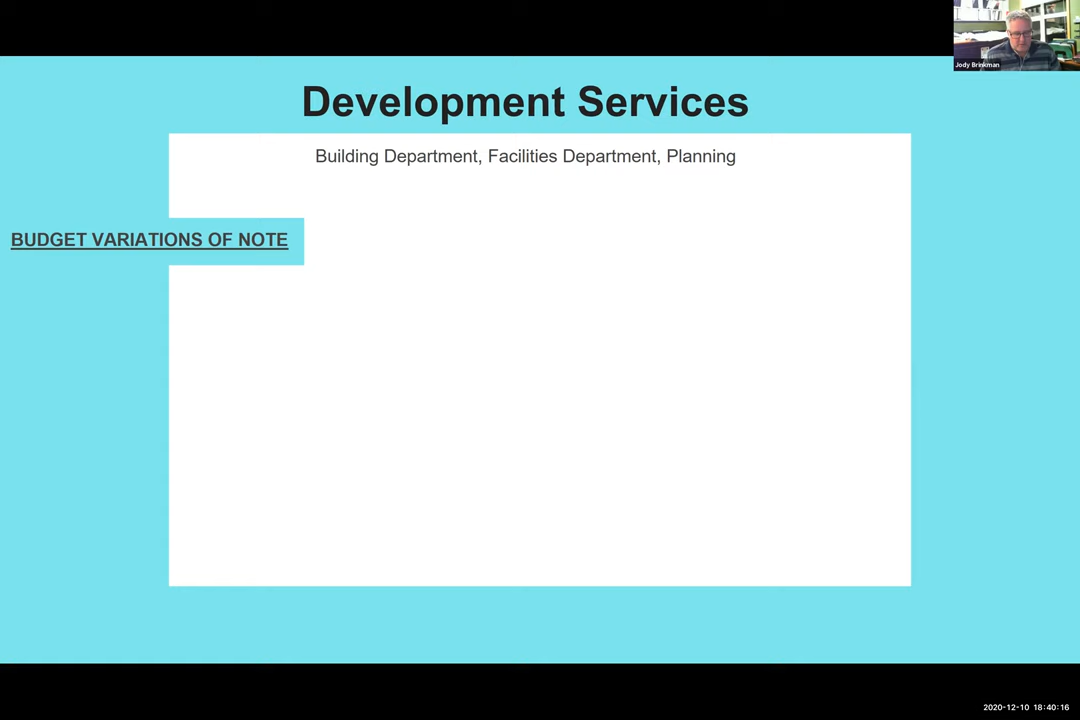 Jody Brinkman
Development Services
Building Department, Facilities Department, Planning
BUDGET VARIATIONS OF NOTE
2020-12-10 18:40:16